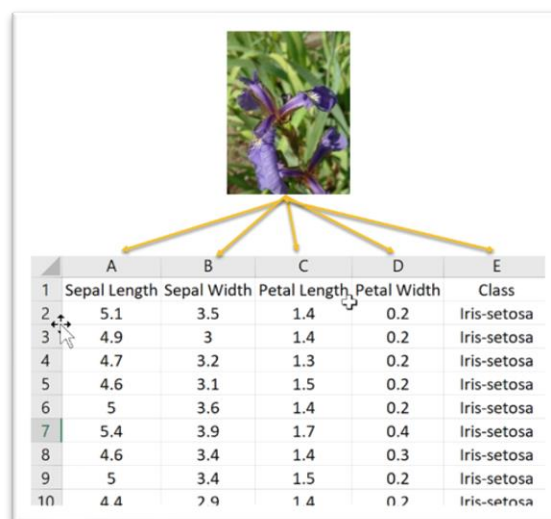 A B C D E
1 Sepal Length Sepal Width Petal Length Petal Width Class
2 5.1 3.5 1.4 0.2 Iris-setosa
3 4.9 3 1.4 0.2 Iris-setosa
4 4.7 3.2 1.3 0.2 Iris-setosa
5 4.6 3.1 1.5 0.2 Iris-setosa
6 5 3.6 1.4 0.2 Iris-setosa
7 5.4 3.9 1.7 0.4 Iris-setosa
8 4.6 3.4 1.4 0.3 Iris-setosa
9 5 3.4 1.5 0.2 Iris-setosa
10 4.4 2.9 1.4 0.2 Iris-setosa